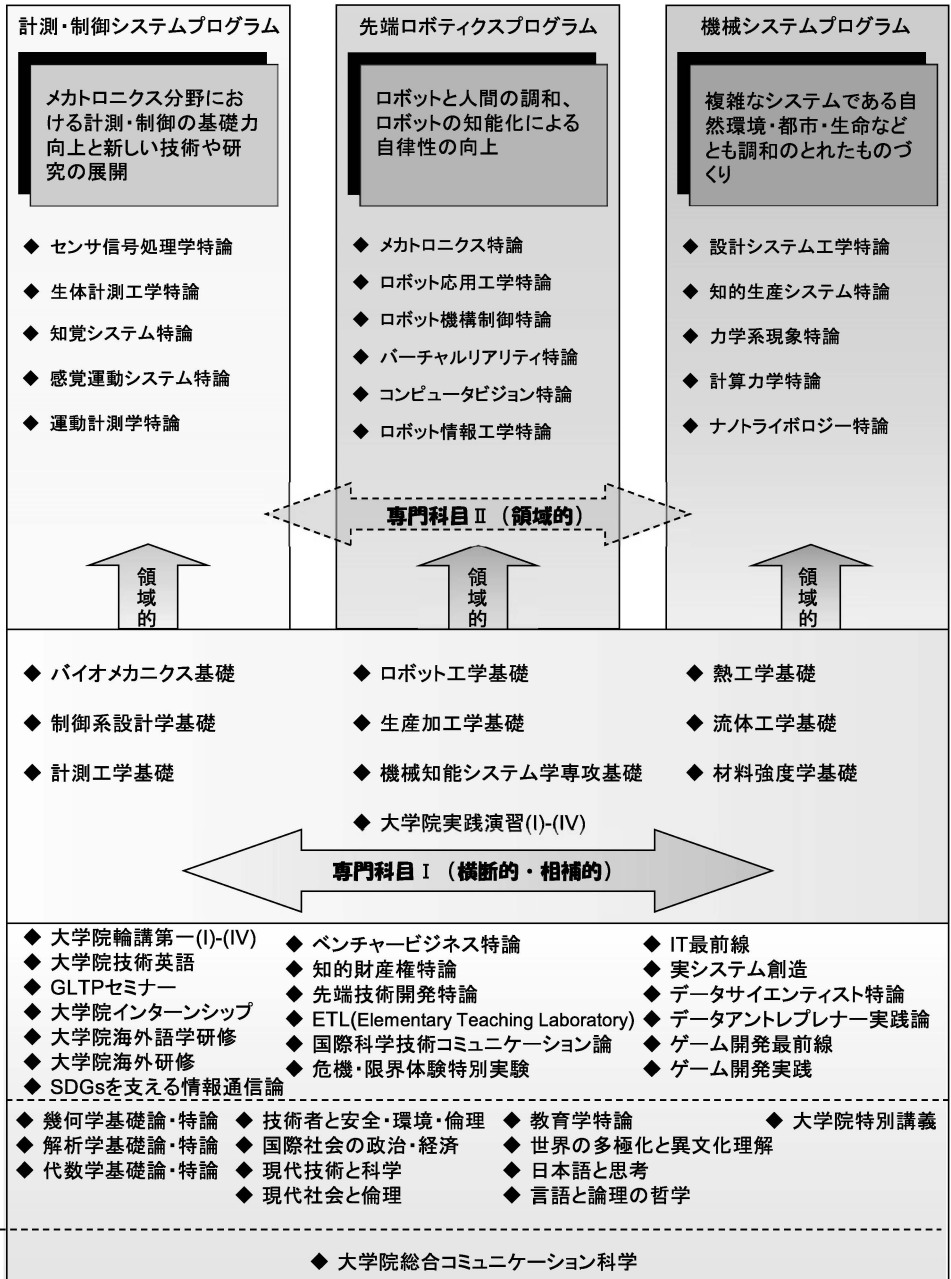 計測・制御システムプログラム
メカトロニクス分野にお
ける計測・制御の基礎力
向上と新しい技術や研
究の展開
◆ センサ信号処理学特論
◆ 生体計測工学特論
◆ 知覚システム特論
◆ 感覚運動システム特論
◆ 運動計測学特論
先端ロボティクスプログラム
ロボットと人間の調和、
ロボットの知能化による
自律性の向上
◆ メカトロニクス特論
◆ ロボット応用工学特論
◆ ロボット機構制御特論
◆ バーチャルリアリティ特論
◆ コンピュータビジョン特論
◆ ロボット情報工学特論
機械システムプログラム
複雑なシステムである自
然環境・都市・生命など
とも調和のとれたものづ
くり
◆ 設計システム工学特論
◆ 知的生産システム特論
◆ 力学系現象特論
◆ 計算力学特論
◆ ナノトライボロジー特論
専門科目Ⅱ（領域的）
領域的
領域的
領域的
◆ バイオメカニクス基礎
◆ 制御系設計学基礎
◆ 計測工学基礎
◆ ロボット工学基礎
◆ 生産加工学基礎
◆ 機械知能システム学専攻基礎
◆ 大学院実践演習(I)-(IV)
◆ 熱工学基礎
◆ 流体工学基礎
◆ 材料強度学基礎
専門科目Ⅰ（横断的・相補的）
◆ 大学院輪講第一(I)-(IV)
◆ 大学院技術英語
◆ GLTPセミナー
◆ 大学院インターンシップ
◆ 大学院海外語学研修
◆ 大学院海外研修
◆ SDGsを支える情報通信論
◆ ベンチャービジネス特論
◆ 知的財産権特論
◆ 先端技術開発特論
◆ ETL(Elementary Teaching Laboratory)
◆ 国際科学技術コミュニケーション論
◆ 危機・限界体験特別実験
◆ IT最前線
◆ 実システム創造
◆ データサイエンティスト特論
◆ データアントレプレナー実践論
◆ ゲーム開発最前線
◆ ゲーム開発実践
◆ 幾何学基礎論・特論
◆ 解析学基礎論・特論
◆ 代数学基礎論・特論
◆ 技術者と安全・環境・倫理
◆ 国際社会の政治・経済
◆ 現代技術と科学
◆ 現代社会と倫理
◆ 教育学特論
◆ 世界の多極化と異文化理解
◆ 日本語と思考
◆ 言語と論理の哲学
◆ 大学院特別講義
◆ 大学院総合コミュニケーション科学